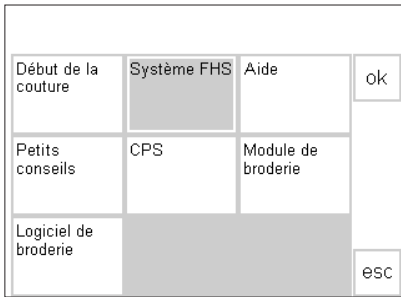 Début de la
couture
Système FHS
Aide
ok
Petits
conseils
CPS
Module de
broderie
Logiciel de
broderie
esc